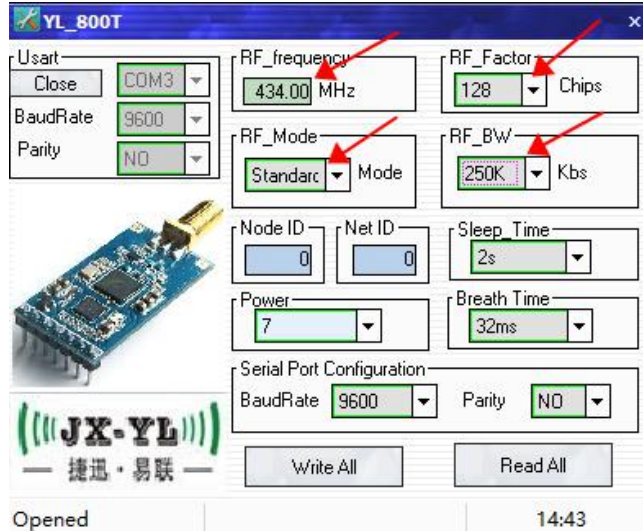 YL_800T
Usart
Close COM3
BaudRate 9600
Parity NO
RF_frequency
434.00 MHz
RF_Factor
128 Chips
RF_Mode
Standarc Mode
RF_BW
250K Kbs
Node ID
0
Net ID
0
Sleep_Time
2s
Power
7
Breath Time
32ms
Serial Port Configuration
BaudRate 9600 Parity NO
JX-YL
捷迅·易联
Write All Read All
Opened 14:43